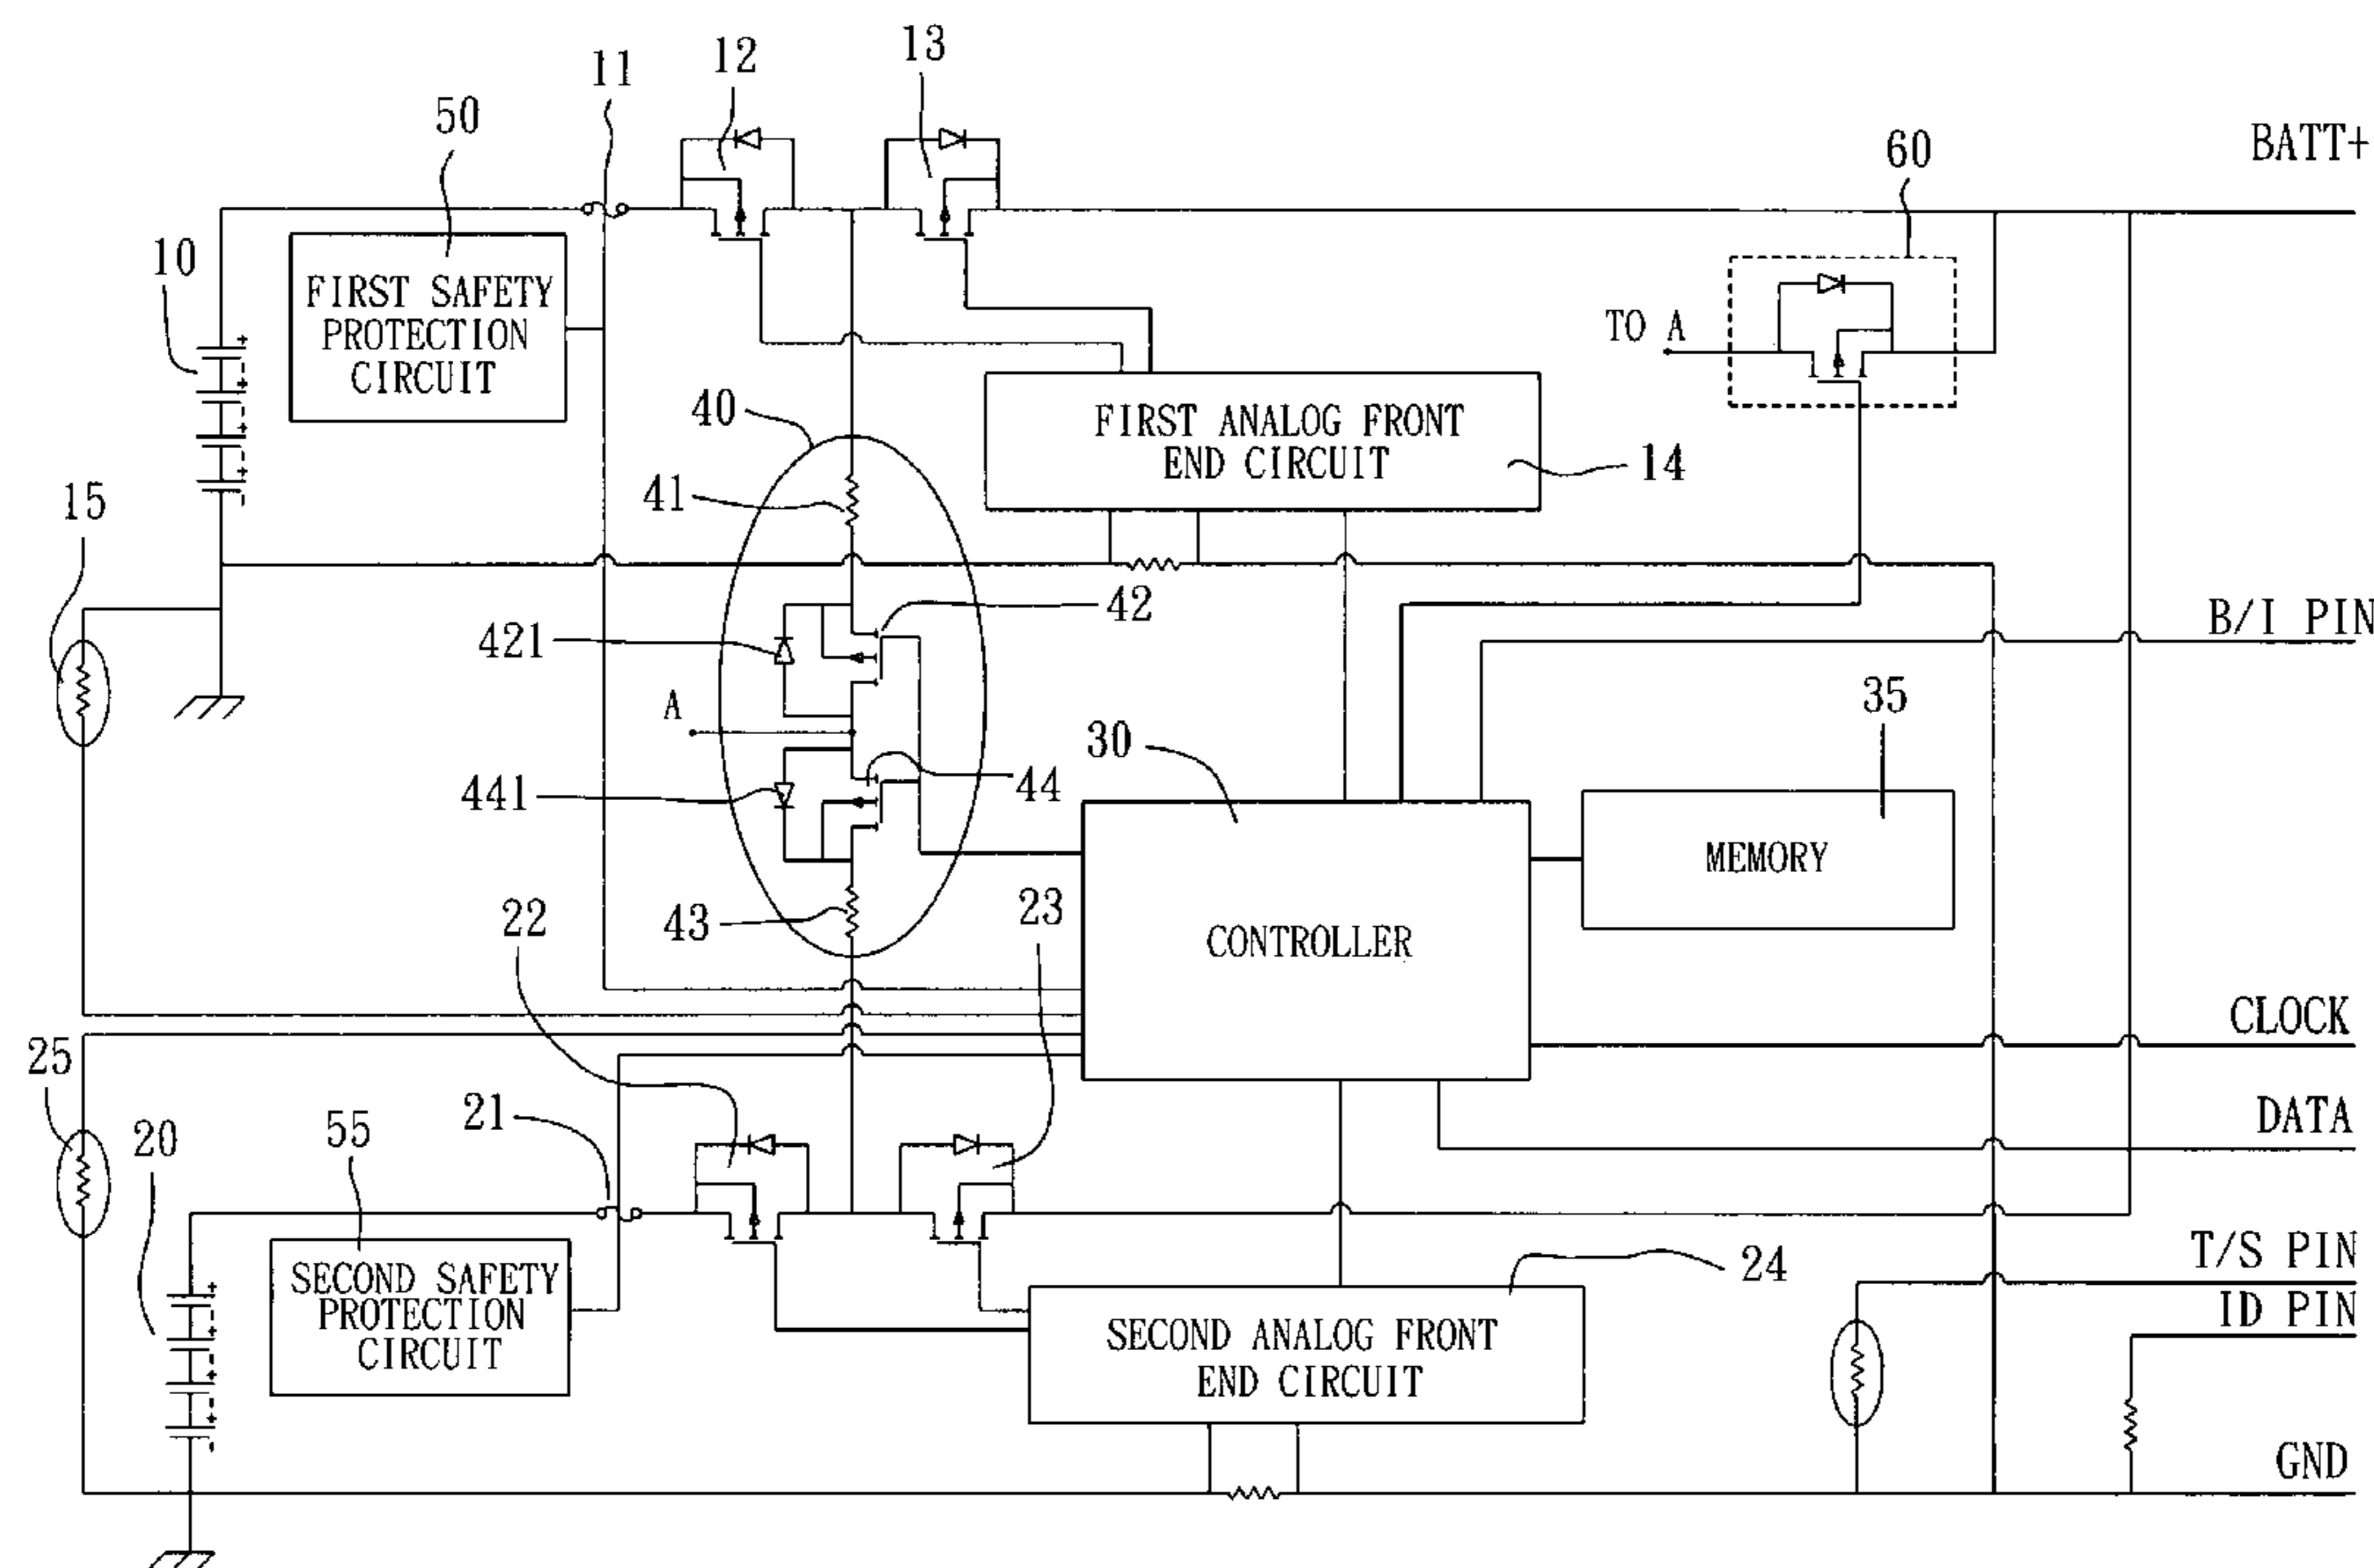 11
12
13
50
BATT+
60
10
FIRST SAFETY
PROTECTION
CIRCUIT
TO A
40
FIRST ANALOG FRONT
END CIRCUIT
14
15
41
42
B/I PIN
421
A
30
35
441
44
MEMORY
22
43
23
CONTROLLER
CLOCK
25
21
DATA
20
55
SECOND SAFETY
PROTECTION
CIRCUIT
24
T/S PIN
ID PIN
SECOND ANALOG FRONT
END CIRCUIT
GND